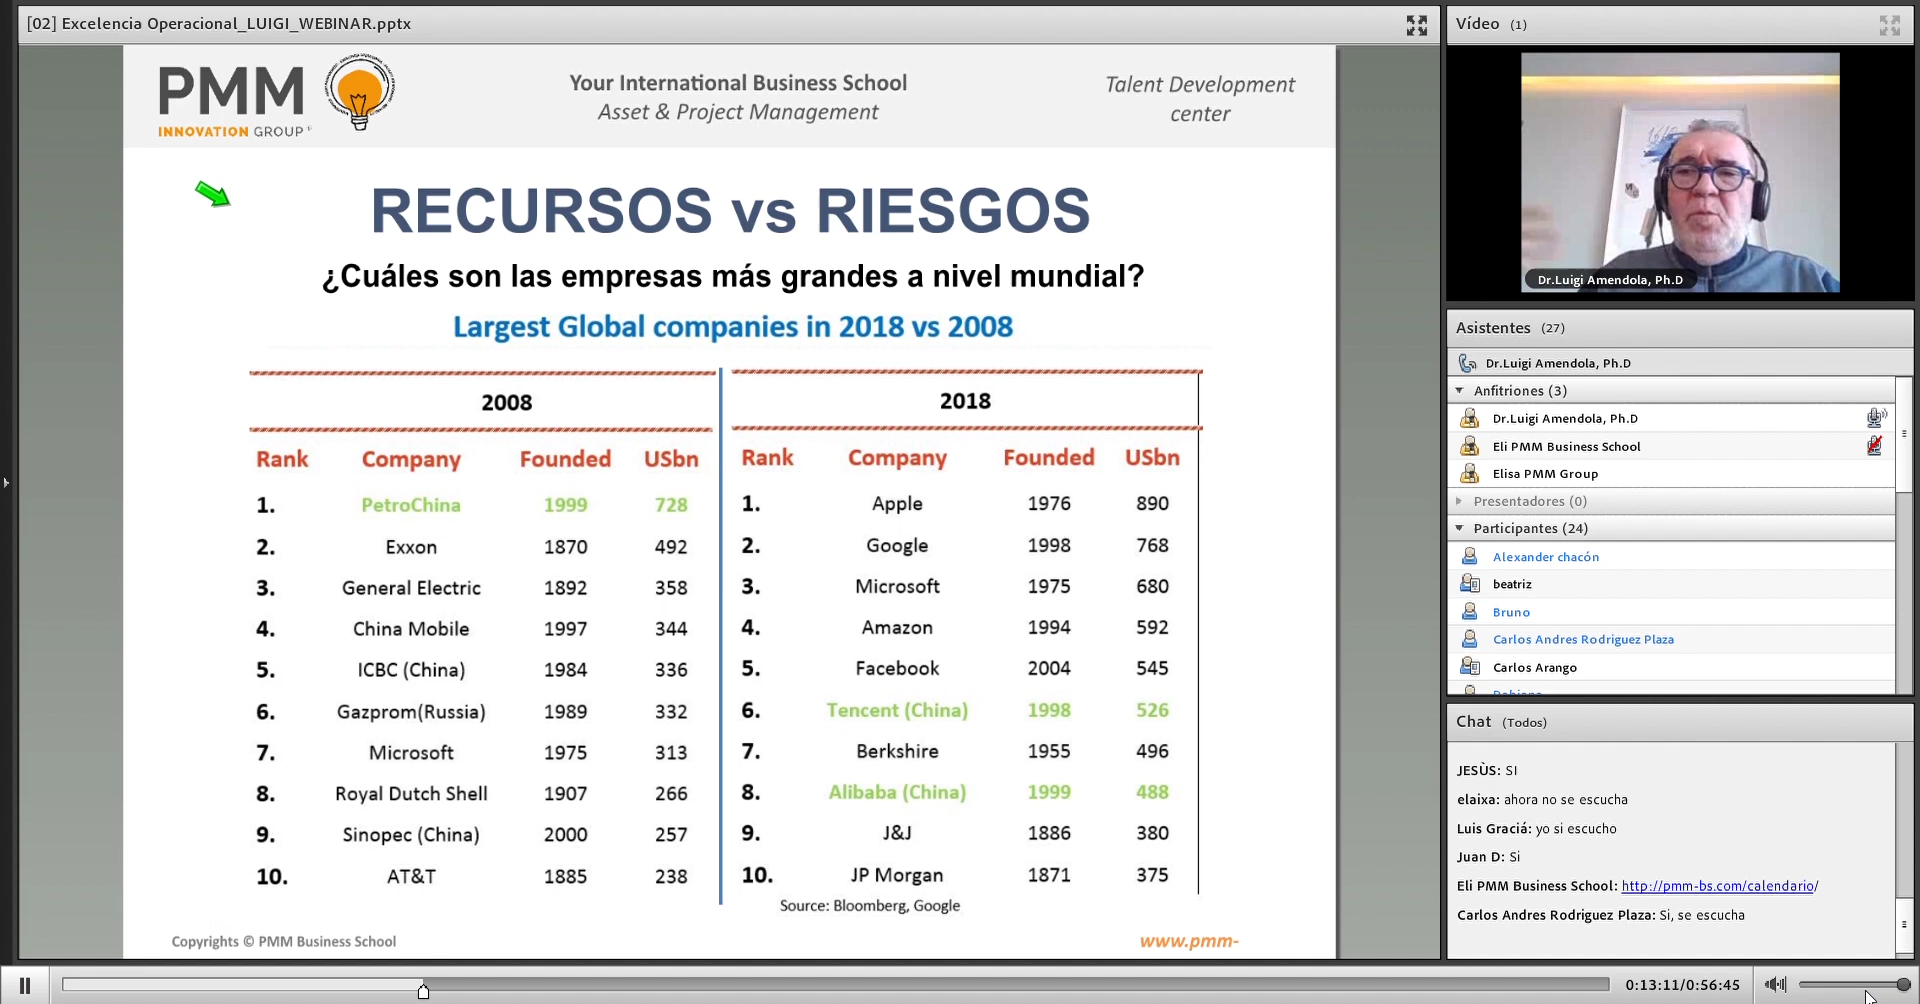 [02] Excelencia Operacional_LUIGI_WEBINAR.pptx
PMM
INNOVATION GROUP
Your International Business School
Asset & Project Management
Talent Development
center
RECURSOS vs RIESGOS
¿Cuáles son las empresas más grandes a nivel mundial?
Largest Global companies in 2018 vs 2008
2008
Rank Company Founded USbn
1. PetroChina 1999 728
2. Exxon 1870 492
3. General Electric 1892 358
4. China Mobile 1997 344
5. ICBC (China) 1984 336
6. Gazprom(Russia) 1989 332
7. Microsoft 1975 313
8. Royal Dutch Shell 1907 266
9. Sinopec (China) 2000 257
10. AT&T 1885 238
2018
Rank Company Founded USbn
1. Apple 1976 890
2. Google 1998 768
3. Microsoft 1975 680
4. Amazon 1994 592
5. Facebook 2004 545
6. Tencent (China) 1998 526
7. Berkshire 1955 496
8. Alibaba (China) 1999 488
9. J&J 1886 380
10. JP Morgan 1871 375
Source: Bloomberg, Google
Copyrights © PMM Business School
www.pmm-
Vídeo (1)
Dr.Luigi Amendola, Ph.D
Asistentes (27)
Dr.Luigi Amendola, Ph.D
Anfitriones (3)
Dr.Luigi Amendola, Ph.D
Eli PMM Business School
Elisa PMM Group
Presentadores (0)
Participantes (24)
Alexander chacón
beatriz
Bruno
Carlos Andres Rodriguez Plaza
Carlos Arango
Chat (Todos)
JESÙS: SI
elaixa: ahora no se escucha
Luis Graciá: yo si escucho
Juan D: Si
Eli PMM Business School: http://pmm-bs.com/calendario/
Carlos Andres Rodriguez Plaza: Si, se escucha
0:13:11/0:56:45